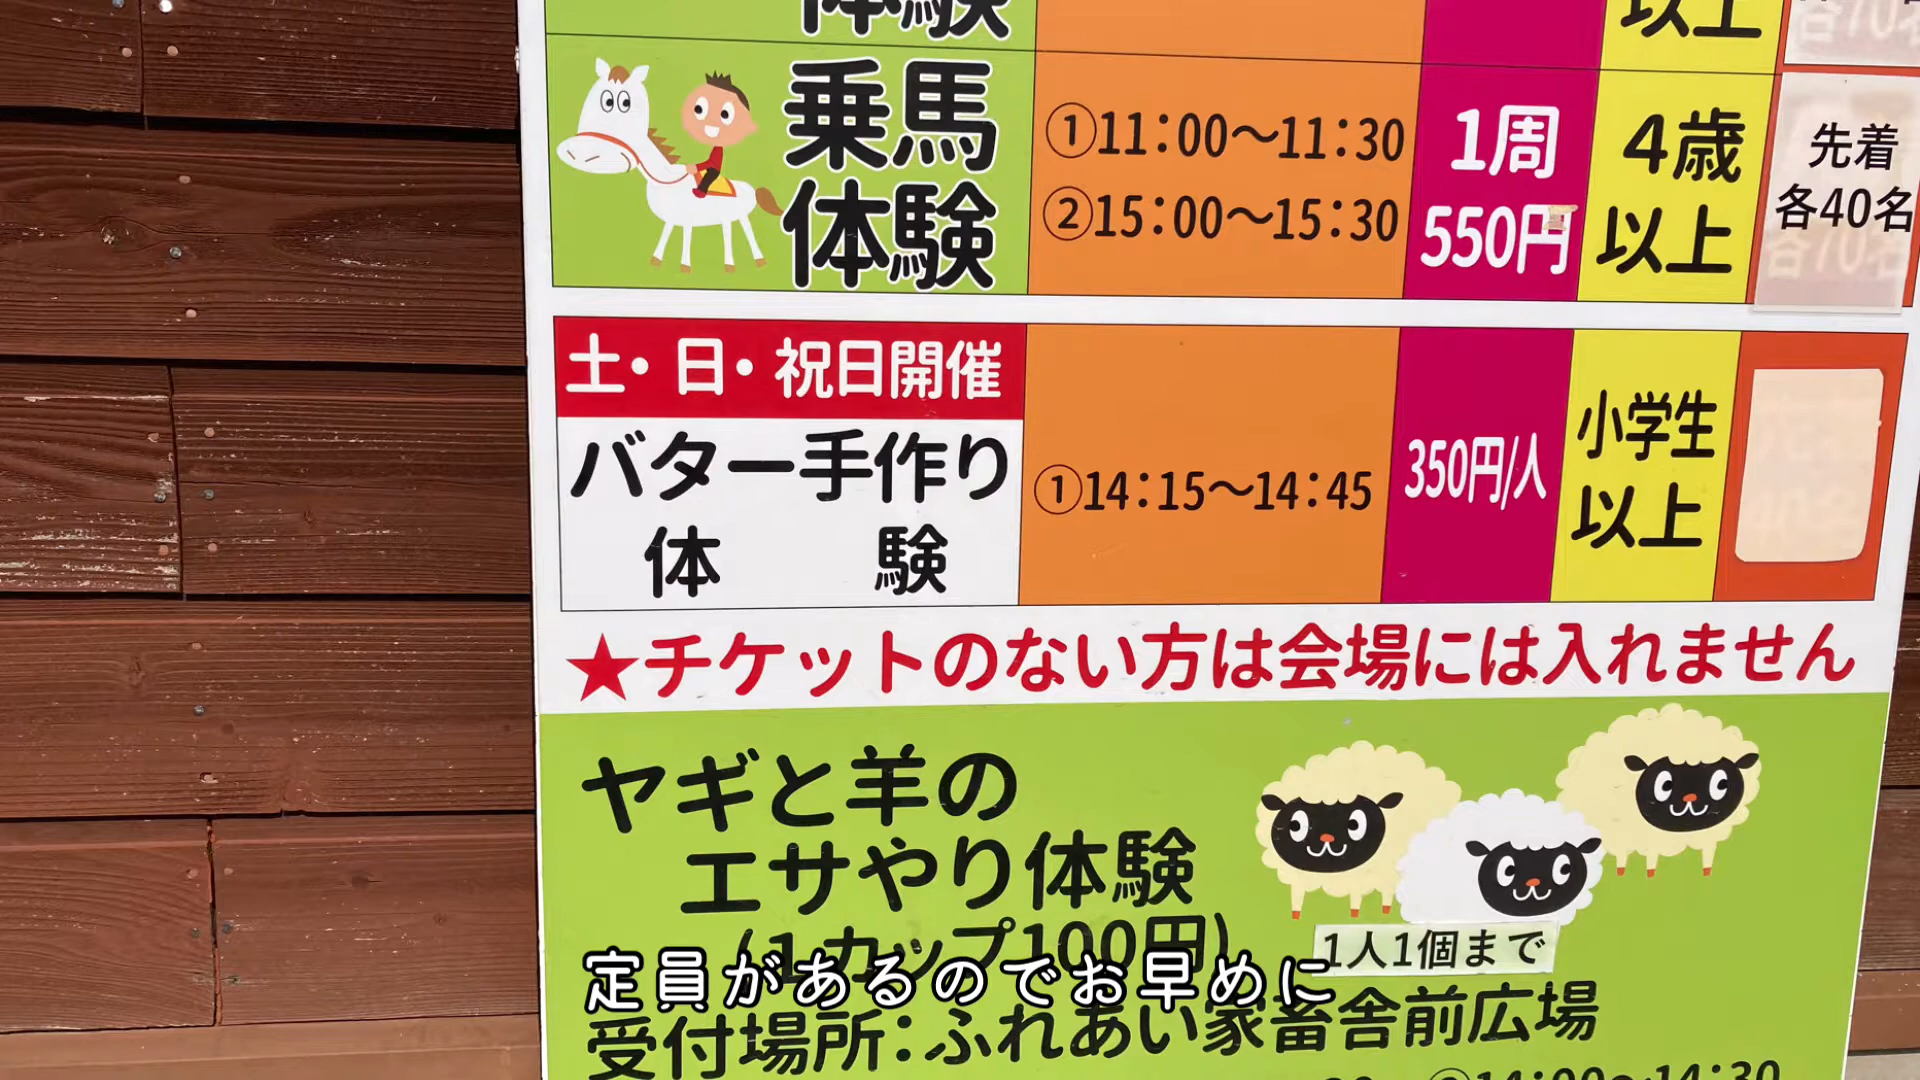 体験
以上
各70名
乗馬
体験
①11：00〜11：30
②15：00〜15：30
1周
550円
4歳
以上
先着
各40名
土・日・祝日開催
バター手作り
体験
①14：15〜14：45
350円/人
小学生
以上
★チケットのない方は会場には入れません
ヤギと羊の
エサやり体験
(1カップ100円)
1人1個まで
定員があるのでお早めに
受付場所：ふれあい家畜舎前広場
②14：00〜14：30